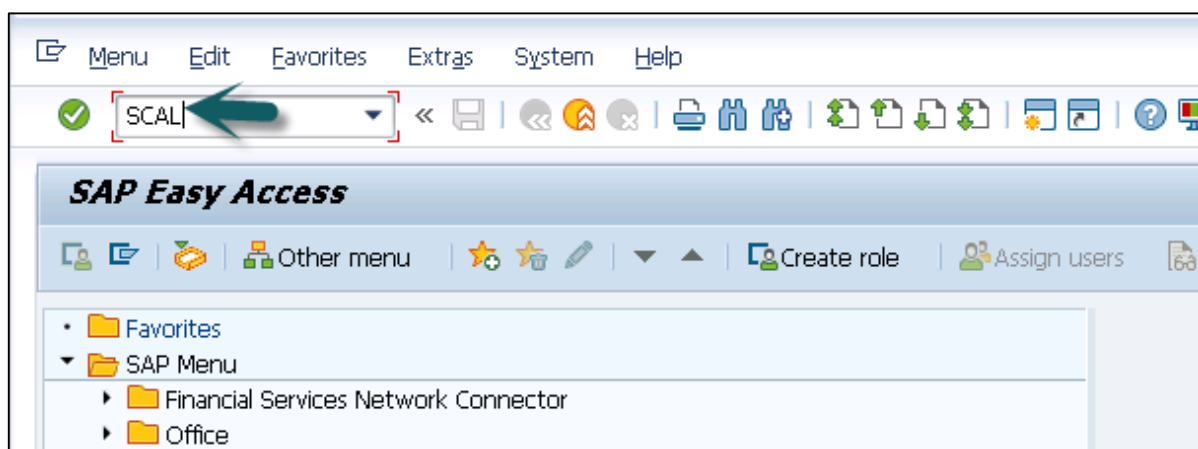 Menu Edit Favorites Extras System Help
SCAL
SAP Easy Access
Other menu Create role Assign users
Favorites
SAP Menu
Financial Services Network Connector
Office